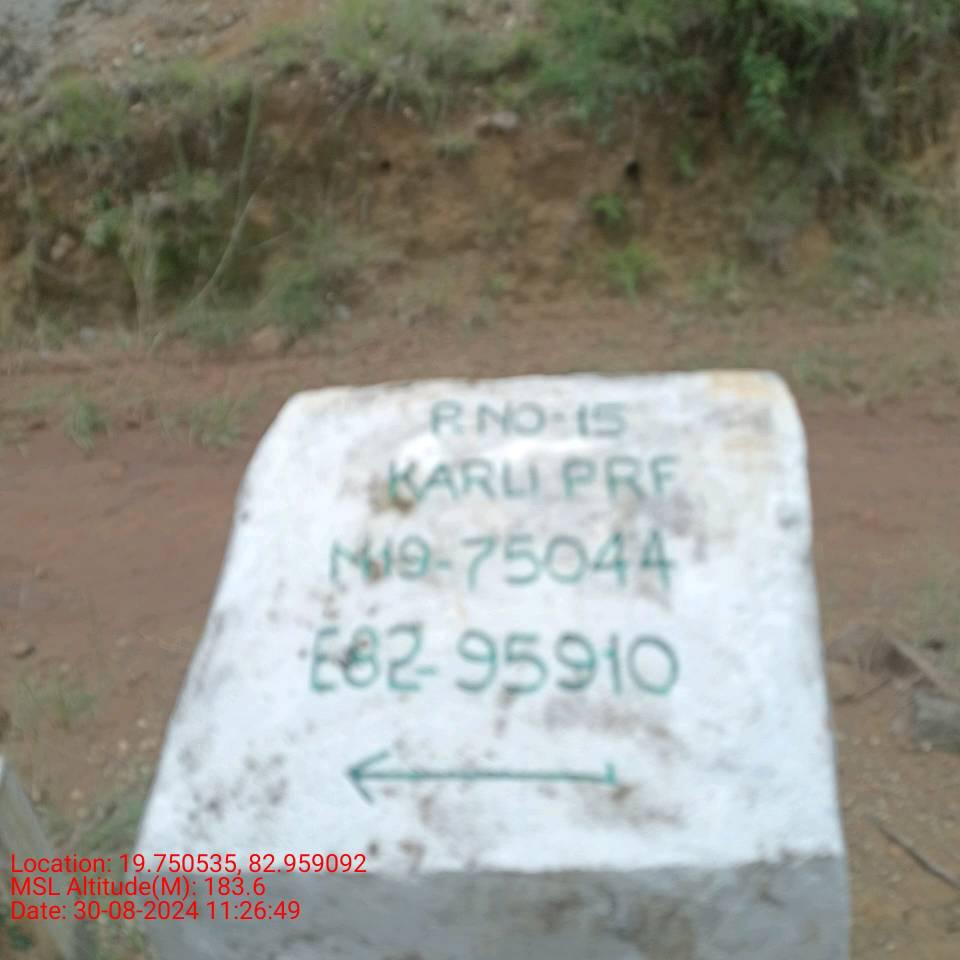 P.NO-15
KARLI PRF
N19-75044
E82-95910
Location: 19.750535, 82.959092
MSL Altitude(M): 183.6
Date: 30-08-2024 11:26:49